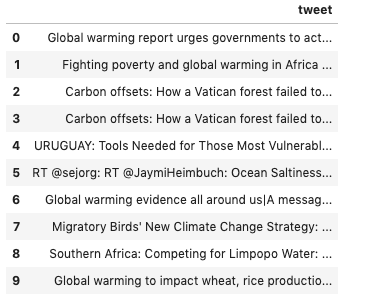 tweet
0 Global warming report urges governments to act...
1 Fighting poverty and global warming in Africa ...
2 Carbon offsets: How a Vatican forest failed to...
3 Carbon offsets: How a Vatican forest failed to...
4 URUGUAY: Tools Needed for Those Most Vulnerabl...
5 RT @sejorg: RT @JaymiHeimbuch: Ocean Saltiness...
6 Global warming evidence all around us|A messag...
7 Migratory Birds' New Climate Change Strategy: ...
8 Southern Africa: Competing for Limpopo Water: ...
9 Global warming to impact wheat, rice productio...